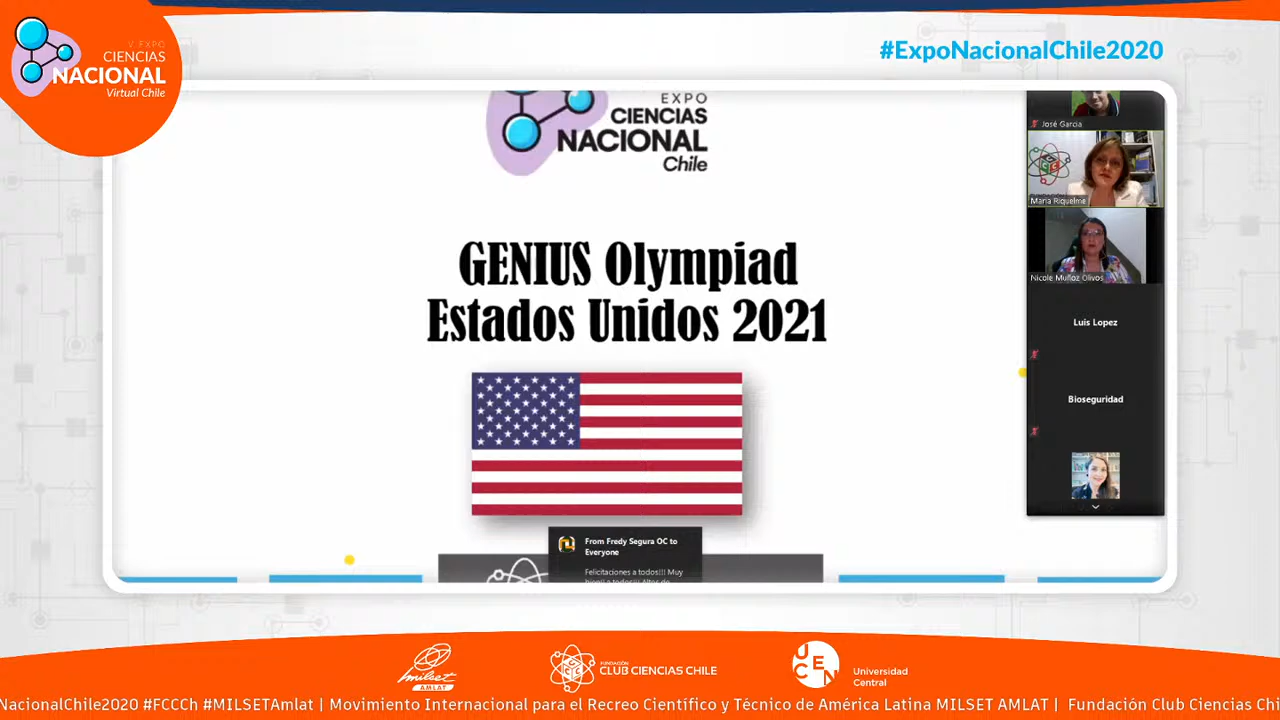 V EXPO
CIENCIAS
NACIONAL
Virtual Chile
#ExpoNacionalChile2020
EXPO
CIENCIAS
NACIONAL
Chile
GENIUS Olympiad
Estados Unidos 2021
José Garcia
Maria Riquelme
Nicole Muñoz Olivos
Luis Lopez
Bioseguridad
From Fredy Segura OC to
Everyone
Felicitaciones a todos!!! Muy
milset
AMLAT
FUNDACIÓN
CLUB CIENCIAS CHILE
UCEN
Universidad
Central
NacionalChile2020 #FCCCh #MILSETAmlat | Movimiento Internacional para el Recreo Científico y Técnico de América Latina MILSET AMLAT | Fundación Club Ciencias Chi